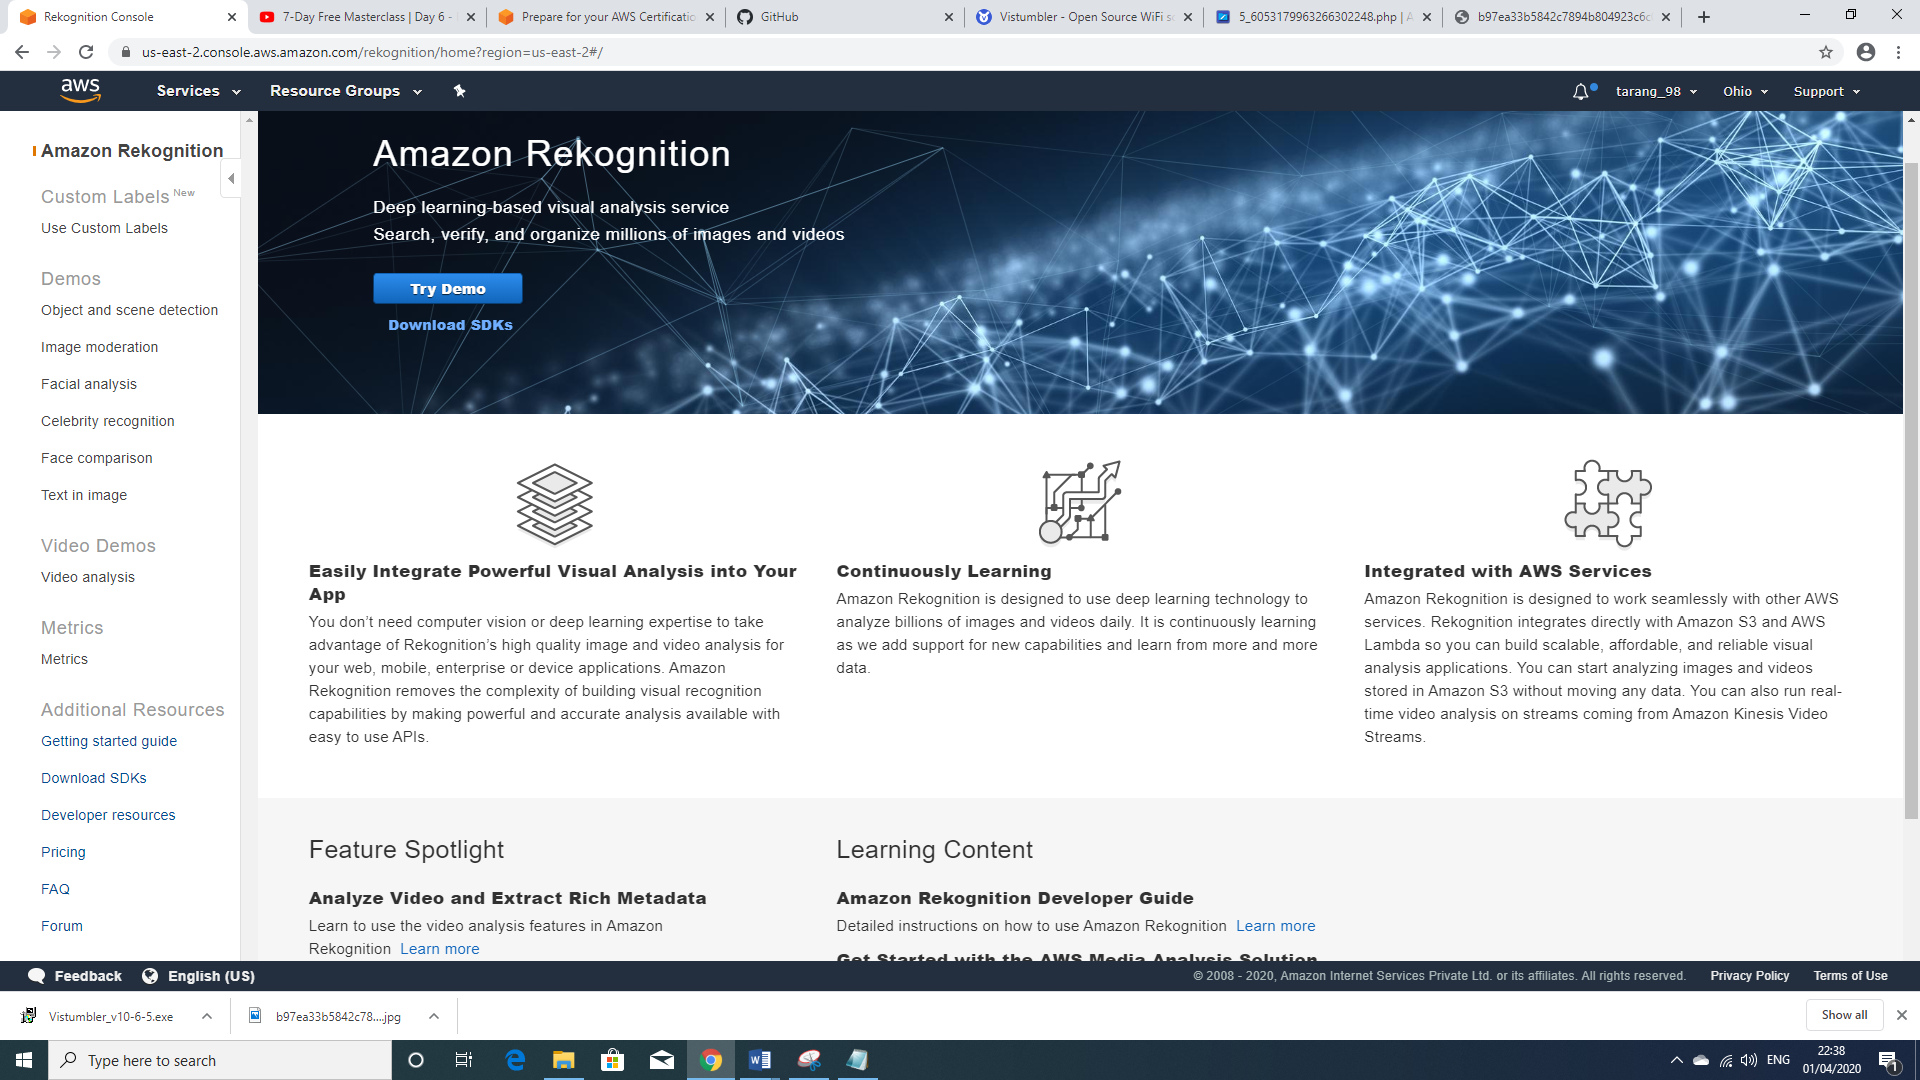 Rekognition Console
7-Day Free Masterclass | Day 6 -
Prepare for your AWS Certificatio
GitHub
Vistumbler - Open Source WiFi s
5_6053179963266302248.php | A
b97ea33b5842c7894b804923c6c
us-east-2.console.aws.amazon.com/rekognition/home?region=us-east-2#/
aws
Services
Resource Groups
tarang_98
Ohio
Support
Amazon Rekognition
Custom Labels New
Use Custom Labels
Demos
Object and scene detection
Image moderation
Facial analysis
Celebrity recognition
Face comparison
Text in image
Video Demos
Video analysis
Metrics
Metrics
Additional Resources
Getting started guide
Download SDKs
Developer resources
Pricing
FAQ
Forum
Amazon Rekognition
Deep learning-based visual analysis service
Search, verify, and organize millions of images and videos
Try Demo
Download SDKs
Easily Integrate Powerful Visual Analysis into Your
App
You don’t need computer vision or deep learning expertise to take
advantage of Rekognition’s high quality image and video analysis for
your web, mobile, enterprise or device applications. Amazon
Rekognition removes the complexity of building visual recognition
capabilities by making powerful and accurate analysis available with
easy to use APIs.
Continuously Learning
Amazon Rekognition is designed to use deep learning technology to
analyze billions of images and videos daily. It is continuously learning
as we add support for new capabilities and learn from more and more
data.
Integrated with AWS Services
Amazon Rekognition is designed to work seamlessly with other AWS
services. Rekognition integrates directly with Amazon S3 and AWS
Lambda so you can build scalable, affordable, and reliable visual
analysis applications. You can start analyzing images and videos
stored in Amazon S3 without moving any data. You can also run real-
time video analysis on streams coming from Amazon Kinesis Video
Streams.
Feature Spotlight
Analyze Video and Extract Rich Metadata
Learn to use the video analysis features in Amazon
Rekognition Learn more
Learning Content
Amazon Rekognition Developer Guide
Detailed instructions on how to use Amazon Rekognition Learn more
Get Started with the AWS Media Analysis Solution
Feedback
English (US)
© 2008 - 2020, Amazon Internet Services Private Ltd. or its affiliates. All rights reserved.
Privacy Policy
Terms of Use
Vistumbler_v10-6-5.exe
b97ea33b5842c78....jpg
Show all
Type here to search
ENG
22:38
01/04/2020
1